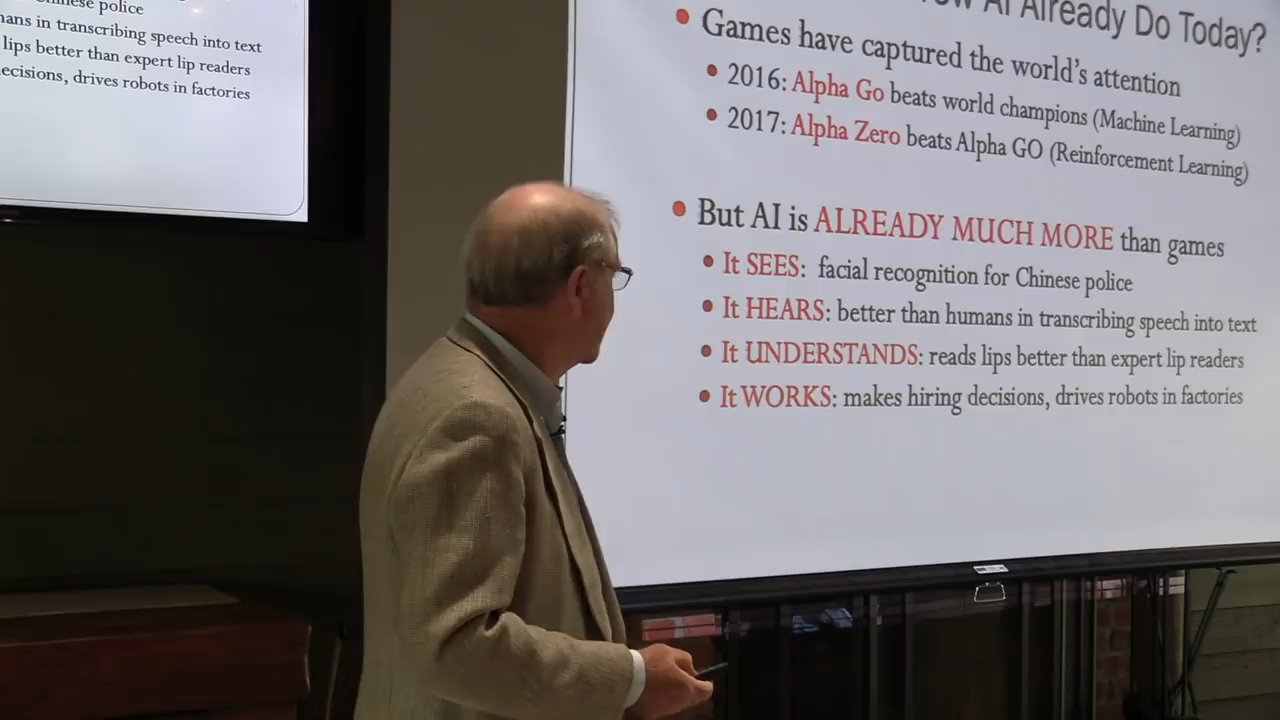 nese police
ans in transcribing speech into text
lips better than expert lip readers
ecisions, drives robots in factories
AI Already Do Today?
Games have captured the world's attention
2016: Alpha Go beats world champions (Machine Learning)
2017: Alpha Zero beats Alpha GO (Reinforcement Learning)
But AI is ALREADY MUCH MORE than games
It SEES: facial recognition for Chinese police
It HEARS: better than humans in transcribing speech into text
It UNDERSTANDS: reads lips better than expert lip readers
It WORKS: makes hiring decisions, drives robots in factories